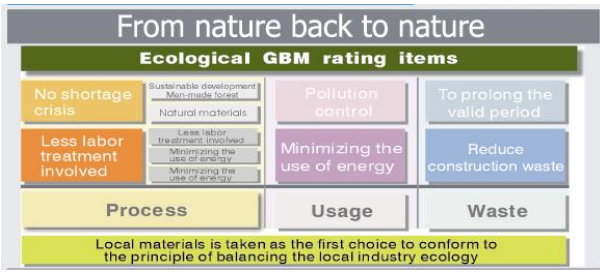 From nature back to nature
Ecological GBM rating items
No shortage
crisis
Sustainable development
Man-made forest
Natural materials
Pollution
control
To prolong the
valid period
Less labor
treatment
involved
Less labor
treatment involved
Minimizing the
use of energy
Minimizing the
use of energy
Minimizing the
use of energy
Reduce
construction waste
Process
Usage
Waste
Local materials is taken as the first choice to conform to
the principle of balancing the local industry ecology